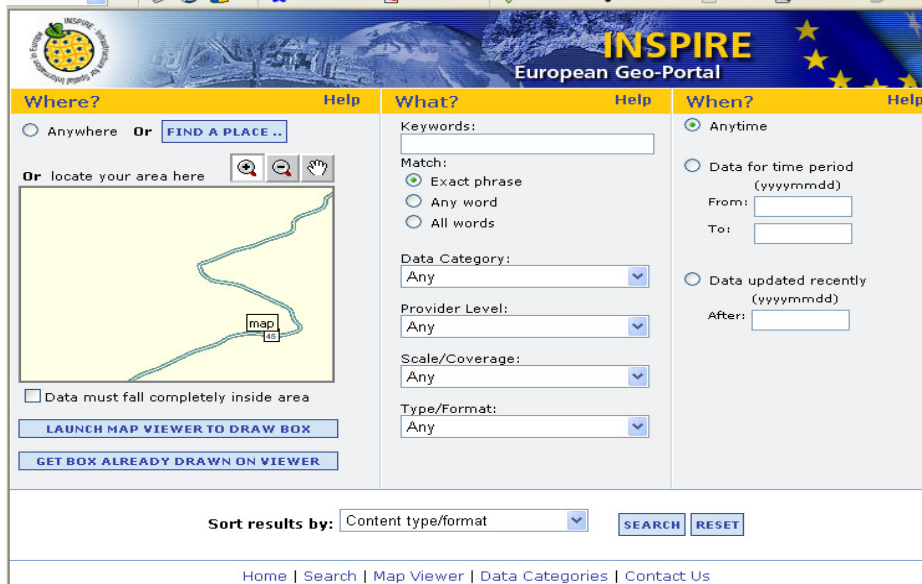 INSPIRE
European Geo-Portal
Where? Help
Anywhere Or FIND A PLACE ..
Or locate your area here
map
45
Data must fall completely inside area
LAUNCH MAP VIEWER TO DRAW BOX
GET BOX ALREADY DRAWN ON VIEWER
What? Help
Keywords:
Match:
Exact phrase
Any word
All words
Data Category:
Any
Provider Level:
Any
Scale/Coverage:
Any
Type/Format:
Any
When? Help
Anytime
Data for time period
(yyyymmdd)
From:
To:
Data updated recently
(yyyymmdd)
After:
Sort results by: Content type/format SEARCH RESET
Home | Search | Map Viewer | Data Categories | Contact Us